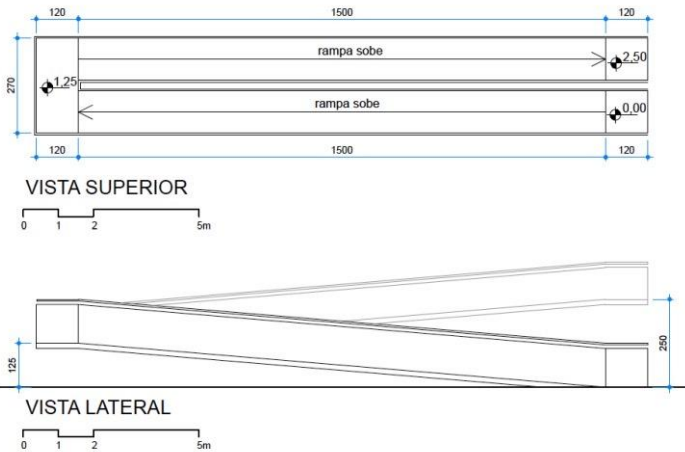 120 1500 120
rampa sobe
2,50
270
1,25
rampa sobe
0,00
120 1500 120
VISTA SUPERIOR
0 1 2 5m
125
250
VISTA LATERAL
0 1 2 5m